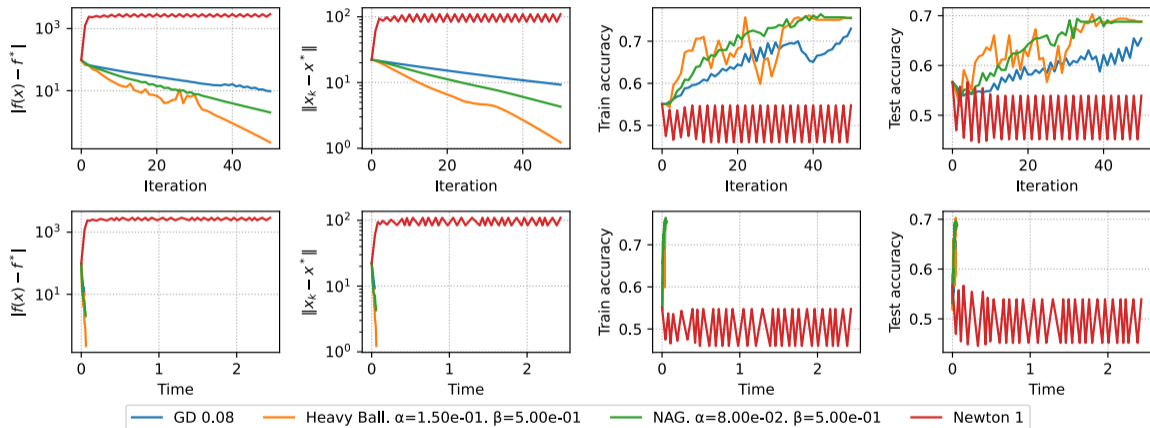 |f(x) − f*|
10³
10¹
0
20
40
Iteration
‖x_k − x*‖
10²
10¹
10⁰
0
20
40
Iteration
Train accuracy
0.7
0.6
0.5
0
20
40
Iteration
Test accuracy
0.7
0.6
0.5
0
20
40
Iteration
|f(x) − f*|
10³
10¹
0
1
2
Time
‖x_k − x*‖
10²
10¹
10⁰
0
1
2
Time
Train accuracy
0.7
0.6
0.5
0
1
2
Time
Test accuracy
0.7
0.6
0.5
0
1
2
Time
GD 0.08
Heavy Ball. α=1.50e-01. β=5.00e-01
NAG. α=8.00e-02. β=5.00e-01
Newton 1